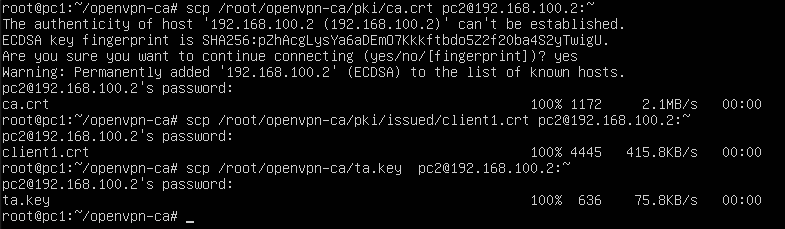 root@pc1:~/openvpn-ca# scp /root/openvpn-ca/pki/ca.crt pc2@192.168.100.2:~
The authenticity of host '192.168.100.2 (192.168.100.2)' can't be established.
ECDSA key fingerprint is SHA256:pZhAcgLysYa6aDEmO7Kkkftbdo5Z2f20ba4S2yTwigU.
Are you sure you want to continue connecting (yes/no/[fingerprint])? yes
Warning: Permanently added '192.168.100.2' (ECDSA) to the list of known hosts.
pc2@192.168.100.2's password:
ca.crt 100% 1172 2.1MB/s 00:00
root@pc1:~/openvpn-ca# scp /root/openvpn-ca/pki/issued/client1.crt pc2@192.168.100.2:~
pc2@192.168.100.2's password:
client1.crt 100% 4445 415.8KB/s 00:00
root@pc1:~/openvpn-ca# scp /root/openvpn-ca/ta.key  pc2@192.168.100.2:~
pc2@192.168.100.2's password:
ta.key 100% 636 75.8KB/s 00:00
root@pc1:~/openvpn-ca# _